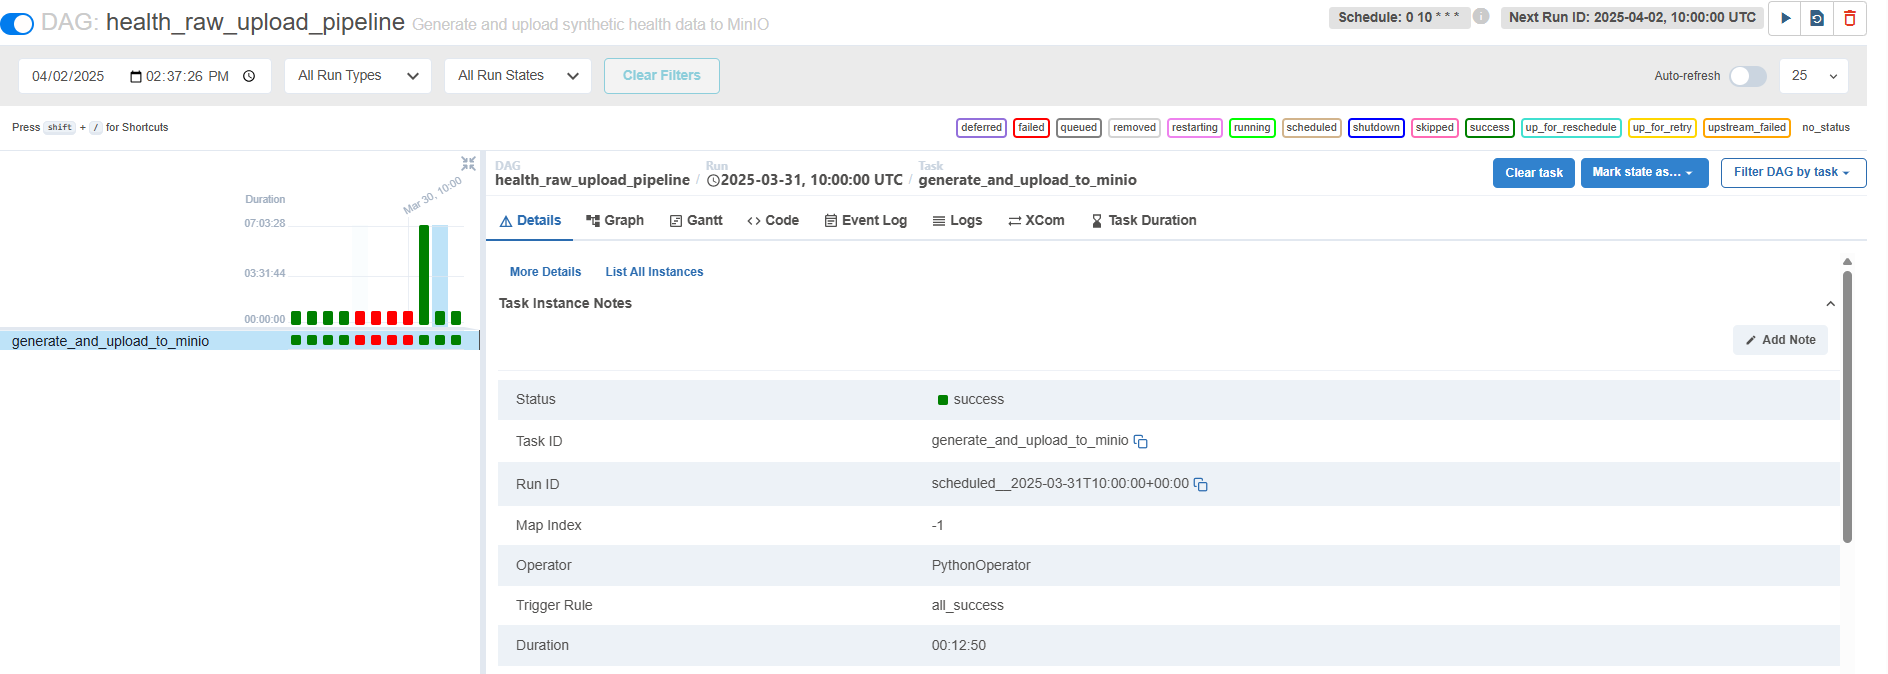 DAG: health_raw_upload_pipeline Generate and upload synthetic health data to MinIO
Schedule: 0 10 * * *
Next Run ID: 2025-04-02, 10:00:00 UTC
04/02/2025 02:37:26 PM
All Run Types
All Run States
Clear Filters
Auto-refresh
25
Press shift + / for Shortcuts
deferred failed queued removed restarting running scheduled shutdown skipped success up_for_reschedule up_for_retry upstream_failed no_status
Duration
Mar 30, 10:00
07:03:28
03:31:44
00:00:00
generate_and_upload_to_minio
DAG Run Task
health_raw_upload_pipeline / 2025-03-31, 10:00:00 UTC / generate_and_upload_to_minio
Clear task
Mark state as...
Filter DAG by task
Details Graph Gantt Code Event Log Logs XCom Task Duration
More Details List All Instances
Task Instance Notes
Add Note
Status success
Task ID generate_and_upload_to_minio
Run ID scheduled__2025-03-31T10:00:00+00:00
Map Index -1
Operator PythonOperator
Trigger Rule all_success
Duration 00:12:50